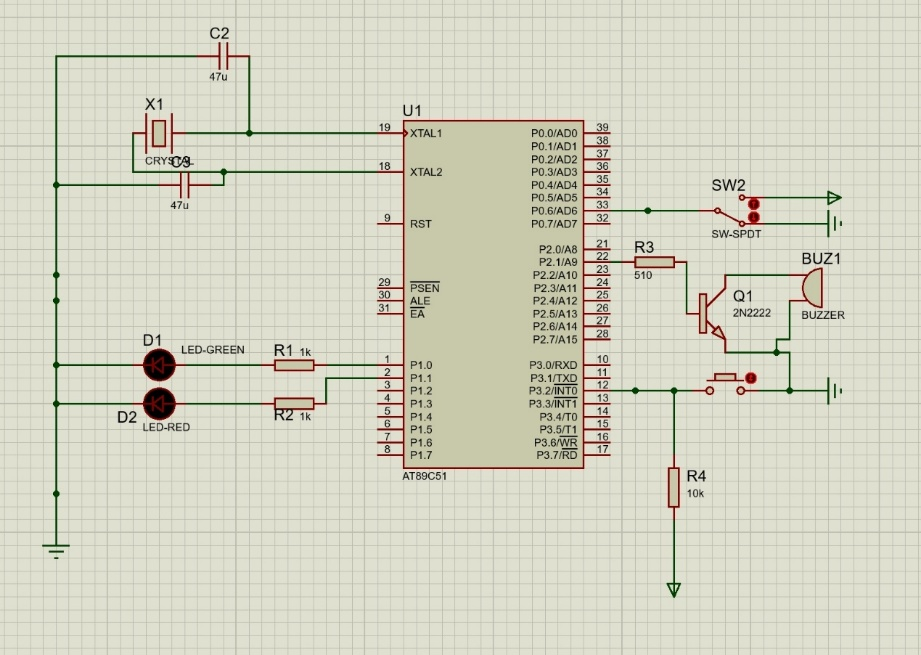 C2
47u
X1
CRYSTAL
C3
47u
U1
19 XTAL1
18 XTAL2
9 RST
29 PSEN
30 ALE
31 EA
1 P1.0
2 P1.1
3 P1.2
4 P1.3
5 P1.4
6 P1.5
7 P1.6
8 P1.7
P0.0/AD0 39
P0.1/AD1 38
P0.2/AD2 37
P0.3/AD3 36
P0.4/AD4 35
P0.5/AD5 34
P0.6/AD6 33
P0.7/AD7 32
P2.0/A8 21
P2.1/A9 22
P2.2/A10 23
P2.3/A11 24
P2.4/A12 25
P2.5/A13 26
P2.6/A14 27
P2.7/A15 28
P3.0/RXD 10
P3.1/TXD 11
P3.2/INT0 12
P3.3/INT1 13
P3.4/T0 14
P3.5/T1 15
P3.6/WR 16
P3.7/RD 17
AT89C51
D1
LED-GREEN
R1 1k
D2
LED-RED
R2 1k
SW2
SW-SPDT
R3
510
Q1
2N2222
BUZ1
BUZZER
R4
10k